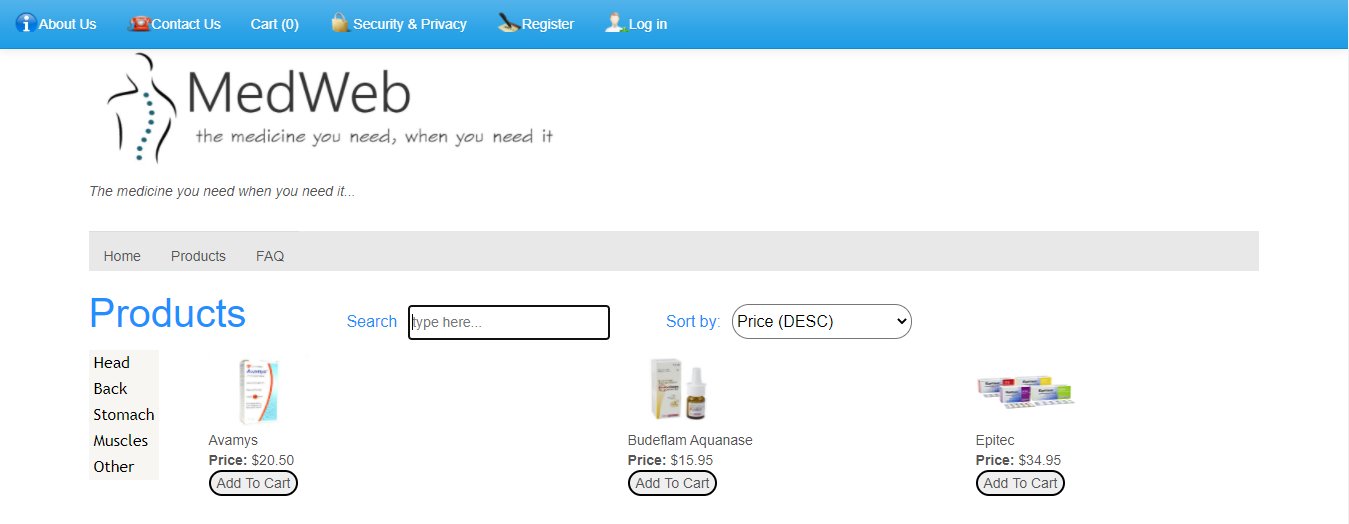 About Us Contact Us Cart (0) Security & Privacy Register Log in
MedWeb
the medicine you need, when you need it
The medicine you need when you need it...
Home Products FAQ
Products Search type here... Sort by: Price (DESC)
Head
Back
Stomach
Muscles
Other
Avamys
Price: $20.50
Add To Cart
Budeflam Aquanase
Price: $15.95
Add To Cart
Epitec
Price: $34.95
Add To Cart